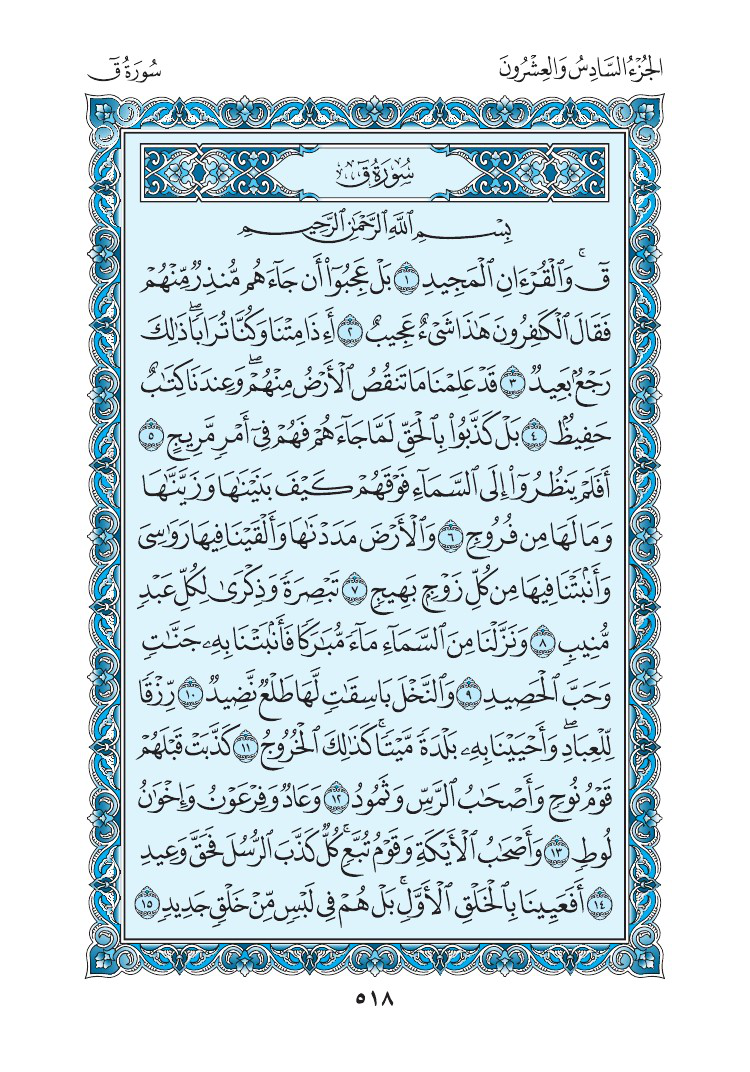 الجُزْءُ السَّادِسُ وَالعِشْرُونَ
سُورَةُ قٓ
سُورَةُ قٓ
بِسْمِ ٱللَّهِ ٱلرَّحْمَٰنِ ٱلرَّحِيمِ
قٓۚ وَٱلْقُرْءَانِ ٱلْمَجِيدِ ١ بَلْ عَجِبُوٓا۟ أَن جَآءَهُم مُّنذِرٌ مِّنْهُمْ
فَقَالَ ٱلْكَٰفِرُونَ هَٰذَا شَىْءٌ عَجِيبٌ ٢ أَءِذَا مِتْنَا وَكُنَّا تُرَابًاۖ ذَٰلِكَ
رَجْعٌۢ بَعِيدٌ ٣ قَدْ عَلِمْنَا مَا تَنقُصُ ٱلْأَرْضُ مِنْهُمْۖ وَعِندَنَا كِتَٰبٌ
حَفِيظٌۢ ٤ بَلْ كَذَّبُوا۟ بِٱلْحَقِّ لَمَّا جَآءَهُمْ فَهُمْ فِىٓ أَمْرٍ مَّرِيجٍ ٥
أَفَلَمْ يَنظُرُوٓا۟ إِلَى ٱلسَّمَآءِ فَوْقَهُمْ كَيْفَ بَنَيْنَٰهَا وَزَيَّنَّٰهَا
وَمَا لَهَا مِن فُرُوجٍ ٦ وَٱلْأَرْضَ مَدَدْنَٰهَا وَأَلْقَيْنَا فِيهَا رَوَٰسِىَ
وَأَنۢبَتْنَا فِيهَا مِن كُلِّ زَوْجٍۭ بَهِيجٍ ٧ تَبْصِرَةً وَذِكْرَىٰ لِكُلِّ عَبْدٍ
مُّنِيبٍ ٨ وَنَزَّلْنَا مِنَ ٱلسَّمَآءِ مَآءً مُّبَٰرَكًا فَأَنۢبَتْنَا بِهِۦ جَنَّٰتٍ
وَحَبَّ ٱلْحَصِيدِ ٩ وَٱلنَّخْلَ بَاسِقَٰتٍ لَّهَا طَلْعٌ نَّضِيدٌ ١٠ رِّزْقًا
لِّلْعِبَادِۖ وَأَحْيَيْنَا بِهِۦ بَلْدَةً مَّيْتًاۚ كَذَٰلِكَ ٱلْخُرُوجُ ١١ كَذَّبَتْ قَبْلَهُمْ
قَوْمُ نُوحٍ وَأَصْحَٰبُ ٱلرَّسِّ وَثَمُودُ ١٢ وَعَادٌ وَفِرْعَوْنُ وَإِخْوَٰنُ
لُوطٍ ١٣ وَأَصْحَٰبُ ٱلْأَيْكَةِ وَقَوْمُ تُبَّعٍۚ كُلٌّ كَذَّبَ ٱلرُّسُلَ فَحَقَّ وَعِيدِ
١٤ أَفَعَيِينَا بِٱلْخَلْقِ ٱلْأَوَّلِۚ بَلْ هُمْ فِى لَبْسٍ مِّنْ خَلْقٍ جَدِيدٍ ١٥
٥١٨